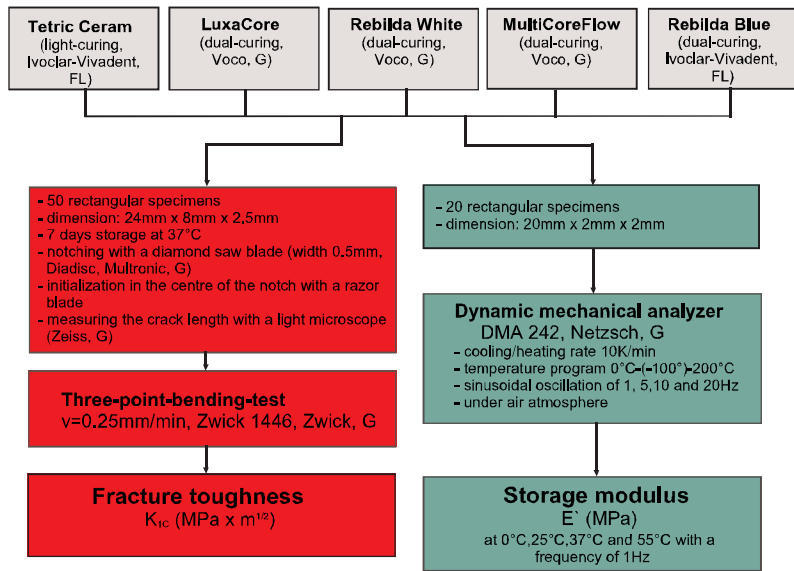 Tetric Ceram
(light-curing,
Ivoclar-Vivadent,
FL)
LuxaCore
(dual-curing,
Voco, G)
Rebilda White
(dual-curing,
Voco, G)
MultiCoreFlow
(dual-curing,
Voco, G)
Rebilda Blue
(dual-curing,
Ivoclar-Vivadent,
FL)
- 50 rectangular specimens
- dimension: 24mm x 8mm x 2,5mm
- 7 days storage at 37°C
- notching with a diamond saw blade (width 0.5mm,
Diadisc, Multronic, G)
- initialization in the centre of the notch with a razor
blade
- measuring the crack length with a light microscope
(Zeiss, G)
Three-point-bending-test
v=0.25mm/min, Zwick 1446, Zwick, G
Fracture toughness
K1C (MPa x m1/2)
- 20 rectangular specimens
- dimension: 20mm x 2mm x 2mm
Dynamic mechanical analyzer
DMA 242, Netzsch, G
- cooling/heating rate 10K/min
- temperature program 0°C-(-100°)-200°C
- sinusoidal oscillation of 1, 5,10 and 20Hz
- under air atmosphere
Storage modulus
E` (MPa)
at 0°C,25°C,37°C and 55°C with a
frequency of 1Hz